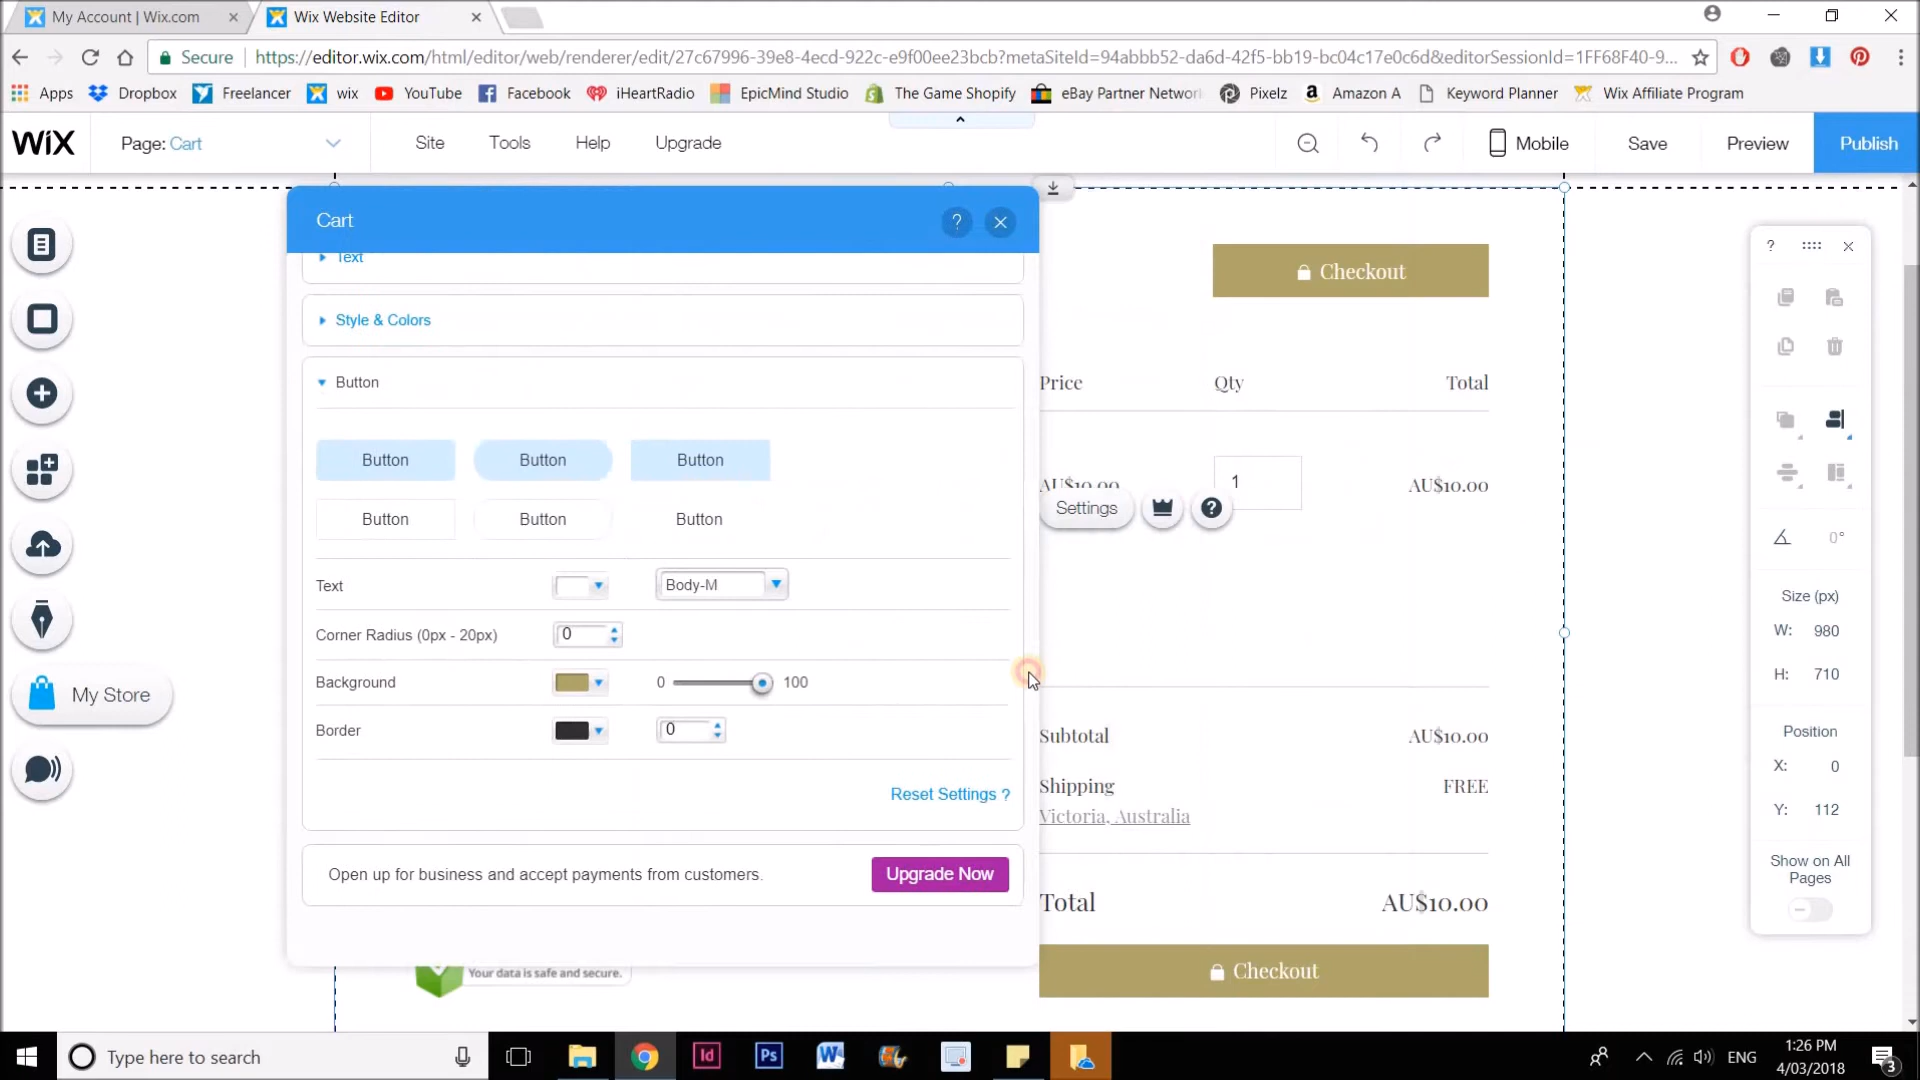 My Account | Wix.com
Wix Website Editor
Secure
https://editor.wix.com/html/editor/web/renderer/edit/27c67996-39e8-4ecd-922c-e9f00ee23bcb?metaSiteId=94abbb52-da6d-42f5-bb19-bc04c17e0c6d&editorSessionId=1FF68F40-9...
Apps
Dropbox
Freelancer
wix
YouTube
Facebook
iHeartRadio
EpicMind Studio
The Game Shopify
eBay Partner Networ
Pixelz
Amazon A
Keyword Planner
Wix Affiliate Program
WiX
Page: Cart
Site
Tools
Help
Upgrade
Mobile
Save
Preview
Publish
Cart
?
Text
Style & Colors
Button
Button Button Button
Button Button Button
Text
Body-M
Corner Radius (0px - 20px)
0
Background
0
100
Border
0
Reset Settings ?
Open up for business and accept payments from customers.
Upgrade Now
Your data is safe and secure.
My Store
Checkout
Price Qty Total
AU$10.00 1 AU$10.00
Settings
?
Subtotal AU$10.00
Shipping FREE
Victoria, Australia
Total AU$10.00
Checkout
?
0°
Size (px)
W: 980
H: 710
Position
X: 0
Y: 112
Show on All
Pages
Type here to search
Id
Ps
W
ENG
1:26 PM
4/03/2018
3